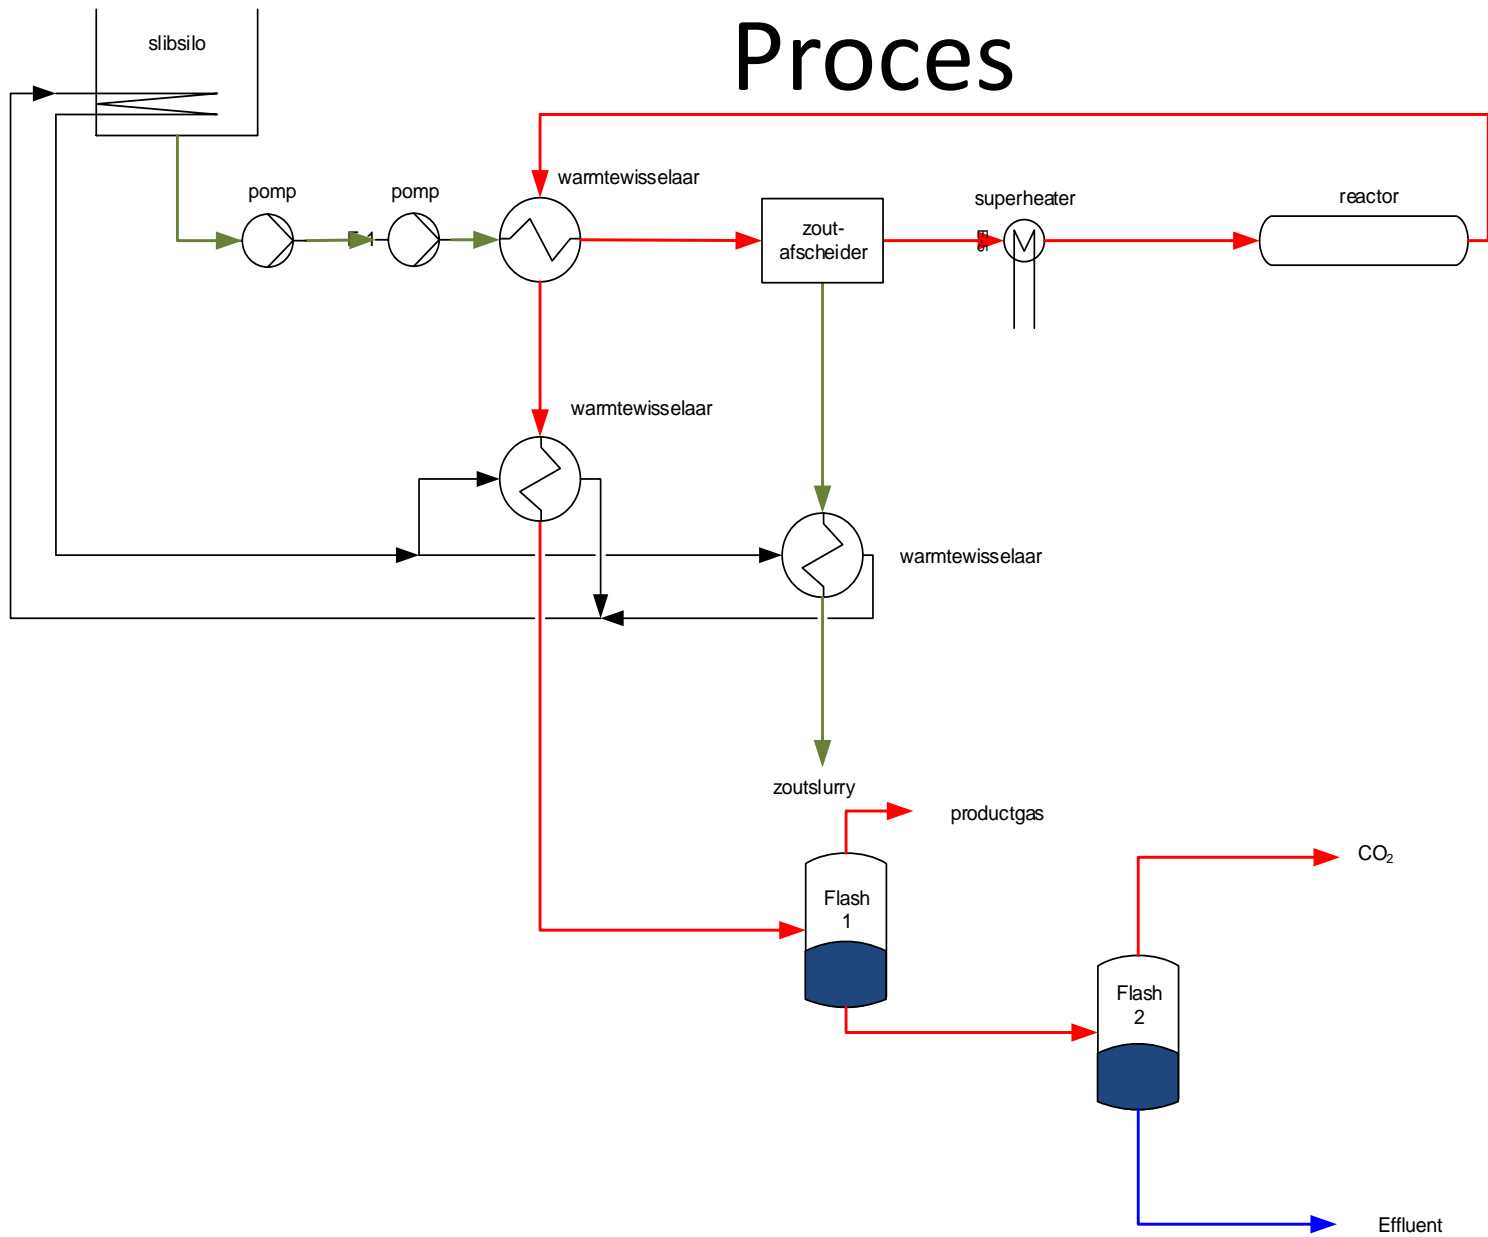 Proces
slibsilo
pomp
pomp
warmtewisselaar
zout-
afscheider
superheater
reactor
warmtewisselaar
warmtewisselaar
zoutslurry
productgas
Flash
1
CO₂
Flash
2
Effluent